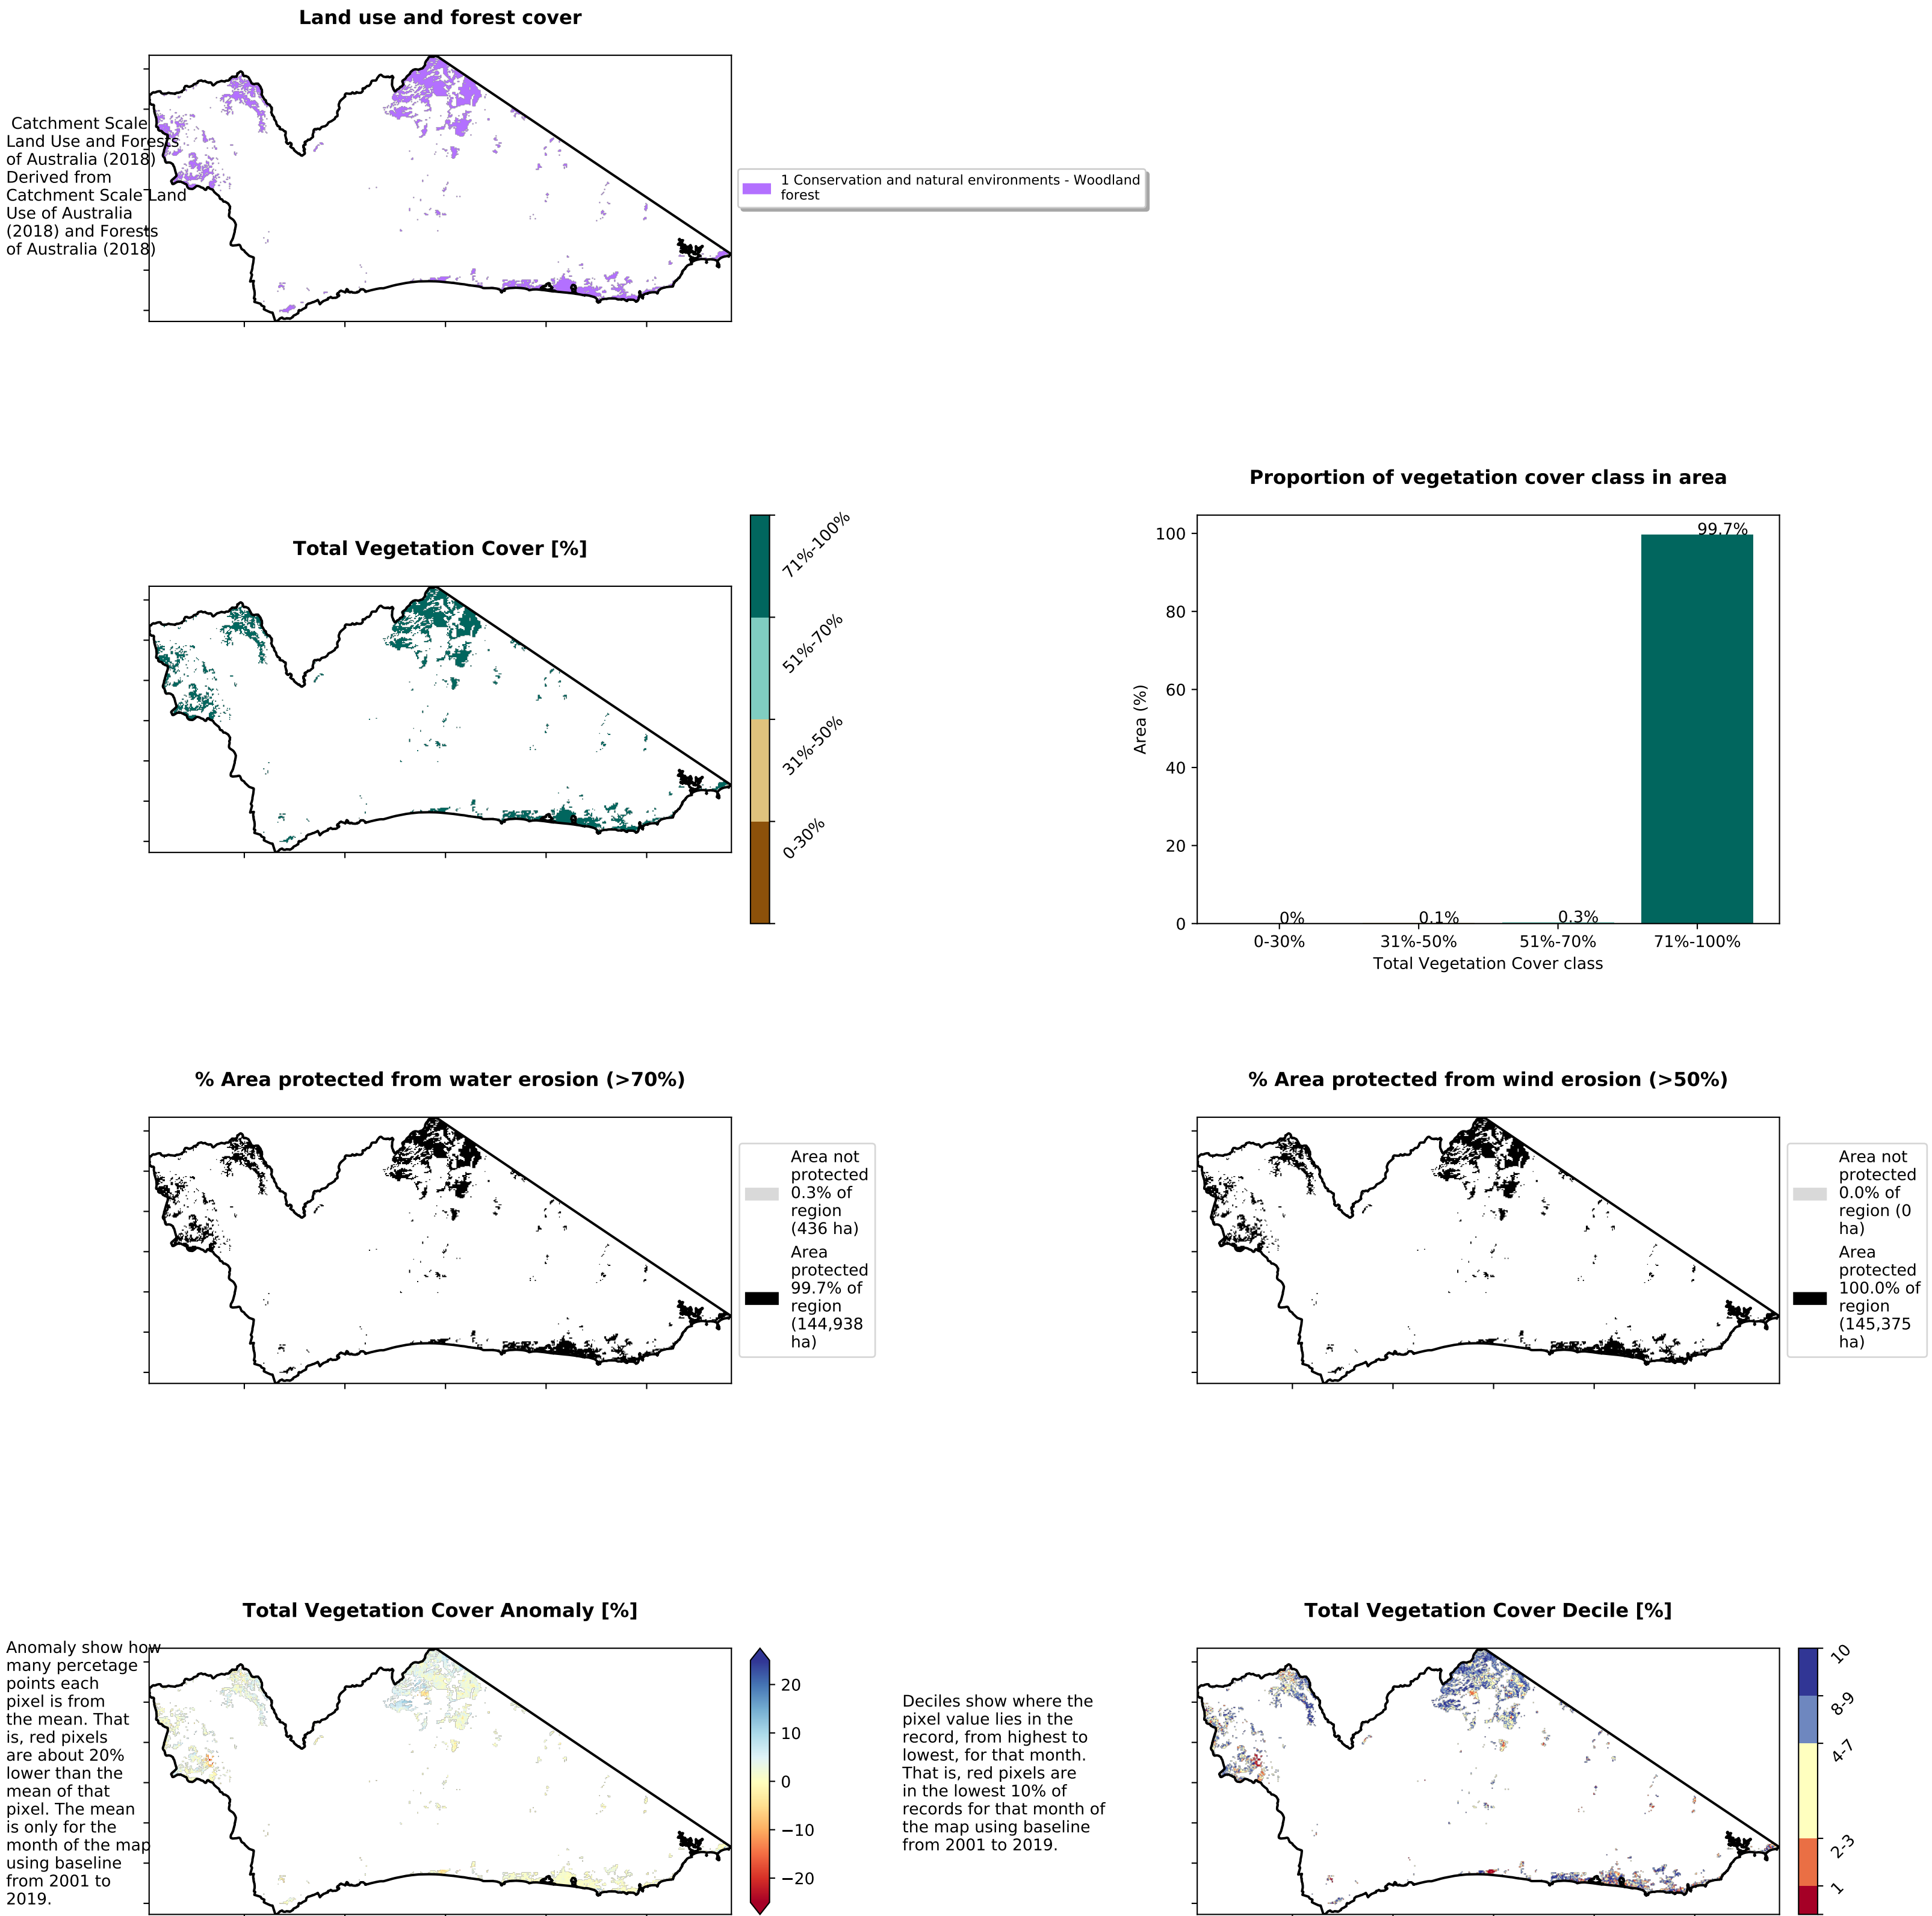 Land use and forest cover
Catchment Scale
Land Use and Forests
of Australia (2018)
Derived from
Catchment Scale Land
Use of Australia
(2018) and Forests
of Australia (2018)
1 Conservation and natural environments - Woodland
forest
Total Vegetation Cover [%]
71%-100%
51%-70%
31%-50%
0-30%
Proportion of vegetation cover class in area
Area (%)
100
80
60
40
20
0
0%
0.1%
0.3%
99.7%
0-30%
31%-50%
51%-70%
71%-100%
Total Vegetation Cover class
% Area protected from water erosion (>70%)
Area not
protected
0.3% of
region
(436 ha)
Area
protected
99.7% of
region
(144,938
ha)
% Area protected from wind erosion (>50%)
Area not
protected
0.0% of
region (0
ha)
Area
protected
100.0% of
region
(145,375
ha)
Total Vegetation Cover Anomaly [%]
Anomaly show how
many percetage
points each
pixel is from
the mean. That
is, red pixels
are about 20%
lower than the
mean of that
pixel. The mean
is only for the
month of the map
using baseline
from 2001 to
2019.
20
10
0
−10
−20
Total Vegetation Cover Decile [%]
Deciles show where the
pixel value lies in the
record, from highest to
lowest, for that month.
That is, red pixels are
in the lowest 10% of
records for that month of
the map using baseline
from 2001 to 2019.
10
8-9
4-7
2-3
1